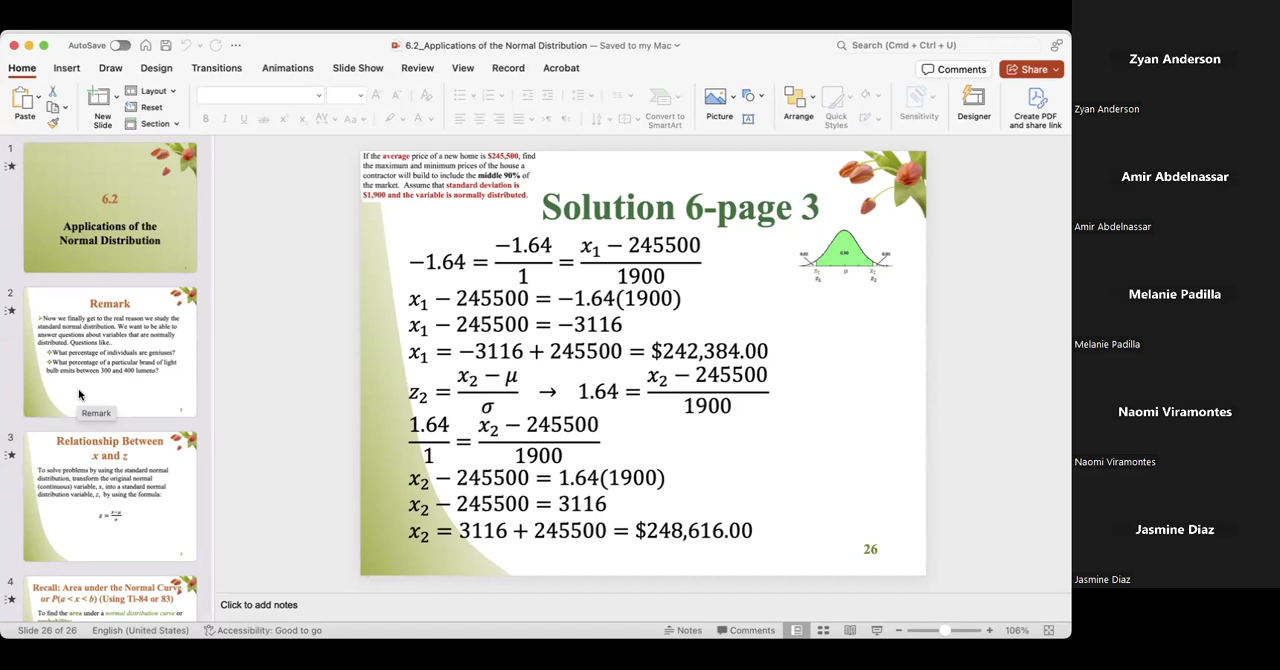 AutoSave
6.2_Applications of the Normal Distribution — Saved to my Mac
Search (Cmd + Ctrl + U)
Home Insert Draw Design Transitions Animations Slide Show Review View Record Acrobat
Comments Share
Paste
New Slide
Layout
Reset
Section
Convert to SmartArt
Picture
Arrange
Quick Styles
Sensitivity
Designer
Create PDF and share link
1
6.2
Applications of the
Normal Distribution
2
Remark
➢Now we finally get to the real reason we study the
standard normal distribution. We want to be able to
answer questions about variables that are normally
distributed. Questions like..
❖What percentage of individuals are geniuses?
❖What percentage of a particular brand of light
bulb emits between 300 and 400 lumens?
Remark
3
Relationship Between
x and z
To solve problems by using the standard normal
distribution, transform the original normal
(continuous) variable, x, into a standard normal
distribution variable, z, by using the formula:
z = (x−μ)/σ
4
Recall: Area under the Normal Curve
or P(a < x < b) (Using Ti-84 or 83)
To find the area under a normal distribution curve or
If the average price of a new home is $245,500, find
the maximum and minimum prices of the house a
contractor will build to include the middle 90% of
the market. Assume that standard deviation is
$1,900 and the variable is normally distributed.
Solution 6-page 3
−1.64 = −1.64/1 = (x₁ − 245500)/1900
x₁ − 245500 = −1.64(1900)
x₁ − 245500 = −3116
x₁ = −3116 + 245500 = $242,384.00
z₂ = (x₂ − μ)/σ → 1.64 = (x₂ − 245500)/1900
1.64/1 = (x₂ − 245500)/1900
x₂ − 245500 = 1.64(1900)
x₂ − 245500 = 3116
x₂ = 3116 + 245500 = $248,616.00
0.90
x₁ μ x₂
z₁ z₂
26
Click to add notes
Slide 26 of 26 English (United States) Accessibility: Good to go
Notes Comments 106%
Zyan Anderson
Zyan Anderson
Amir Abdelnassar
Amir Abdelnassar
Melanie Padilla
Melanie Padilla
Naomi Viramontes
Naomi Viramontes
Jasmine Diaz
Jasmine Diaz